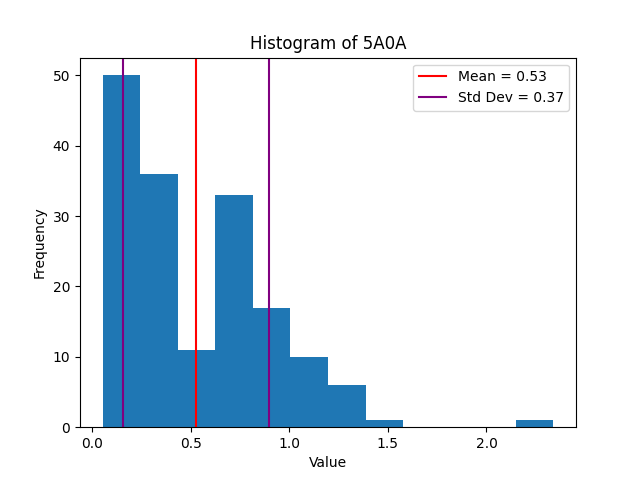 Histogram of 5A0A
Mean = 0.53
Std Dev = 0.37
50
40
30
20
10
0
Frequency
0.0 0.5 1.0 1.5 2.0
Value